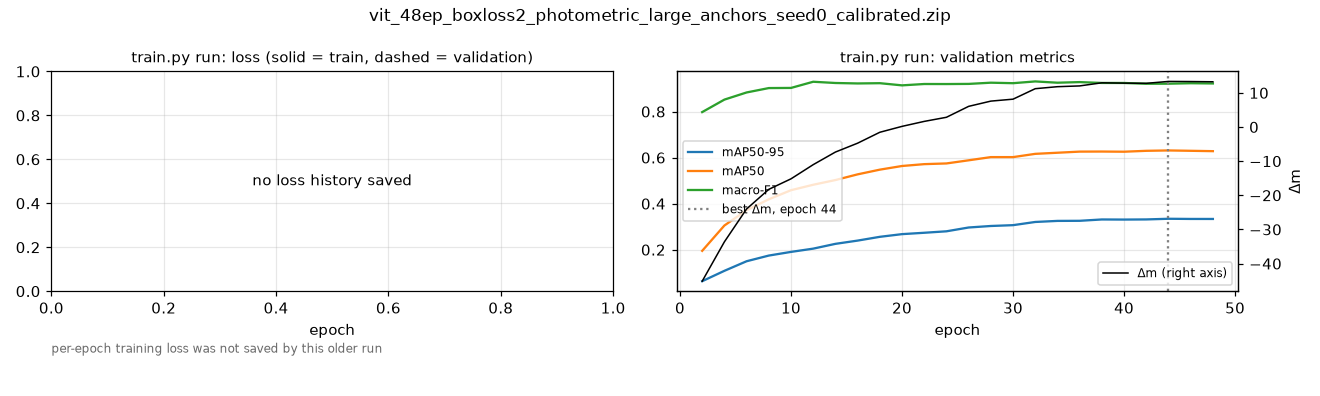 vit_48ep_boxloss2_photometric_large_anchors_seed0_calibrated.zip
train.py run: loss (solid = train, dashed = validation)
1.0
0.8
0.6
0.4
0.2
0.0
no loss history saved
0.0 0.2 0.4 0.6 0.8 1.0
epoch
per-epoch training loss was not saved by this older run
train.py run: validation metrics
0.8
0.6
0.4
0.2
mAP50-95
mAP50
macro-F1
best Δm, epoch 44
Δm (right axis)
10
0
−10
−20
−30
−40
Δm
0 10 20 30 40 50
epoch